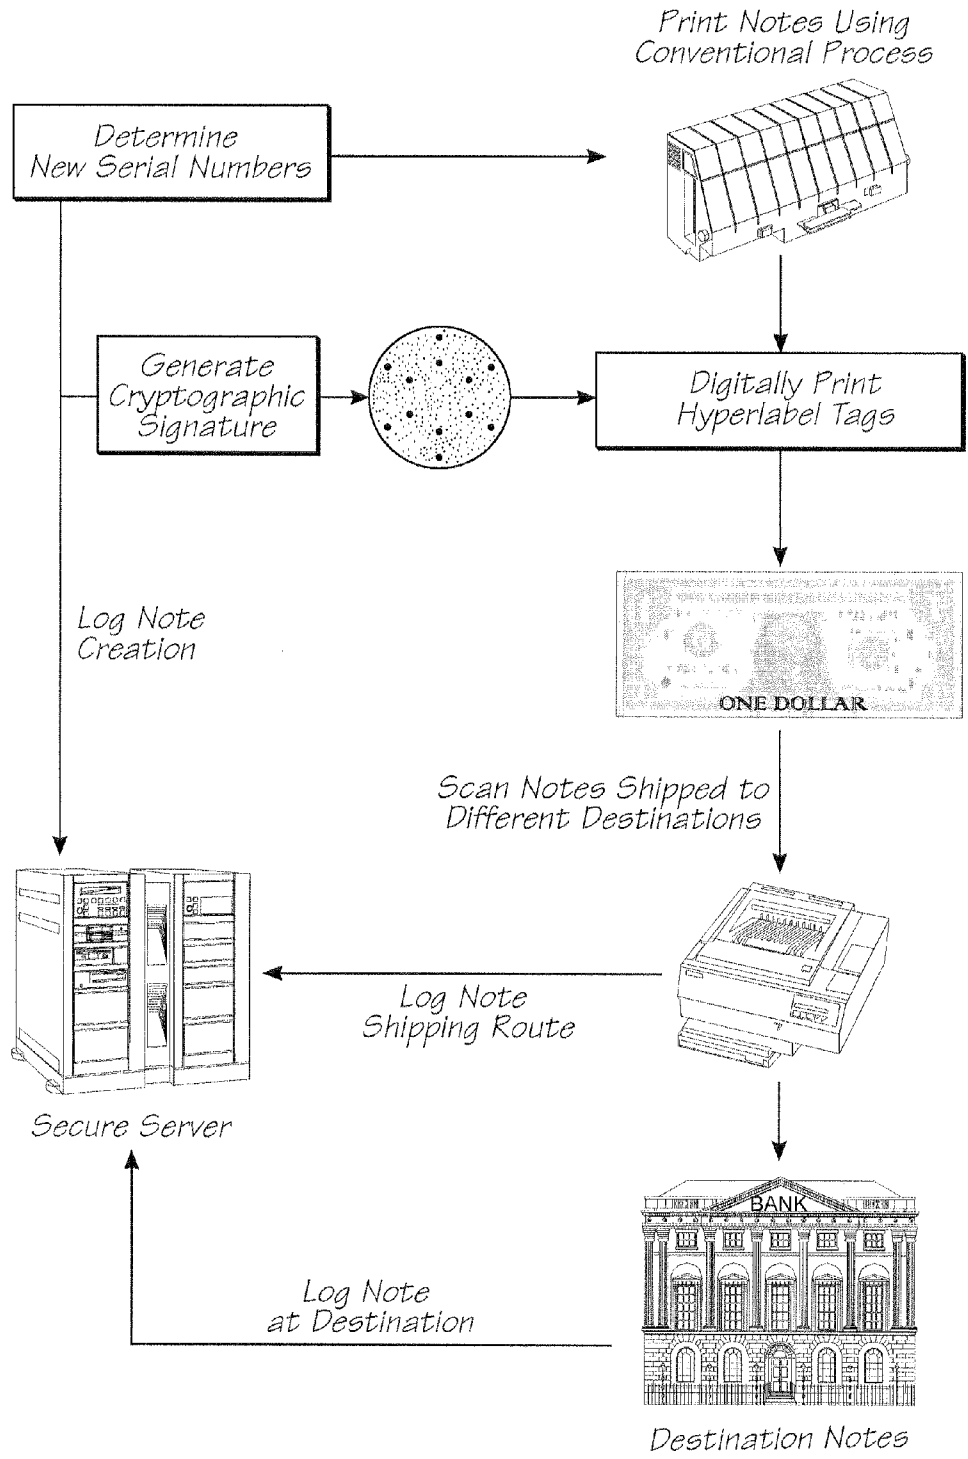 Print Notes Using
Conventional Process
Determine
New Serial Numbers
Generate
Cryptographic
Signature
Digitally Print
Hyperlabel Tags
Log Note
Creation
ONE DOLLAR
Scan Notes Shipped to
Different Destinations
Log Note
Shipping Route
Secure Server
BANK
Log Note
at Destination
Destination Notes